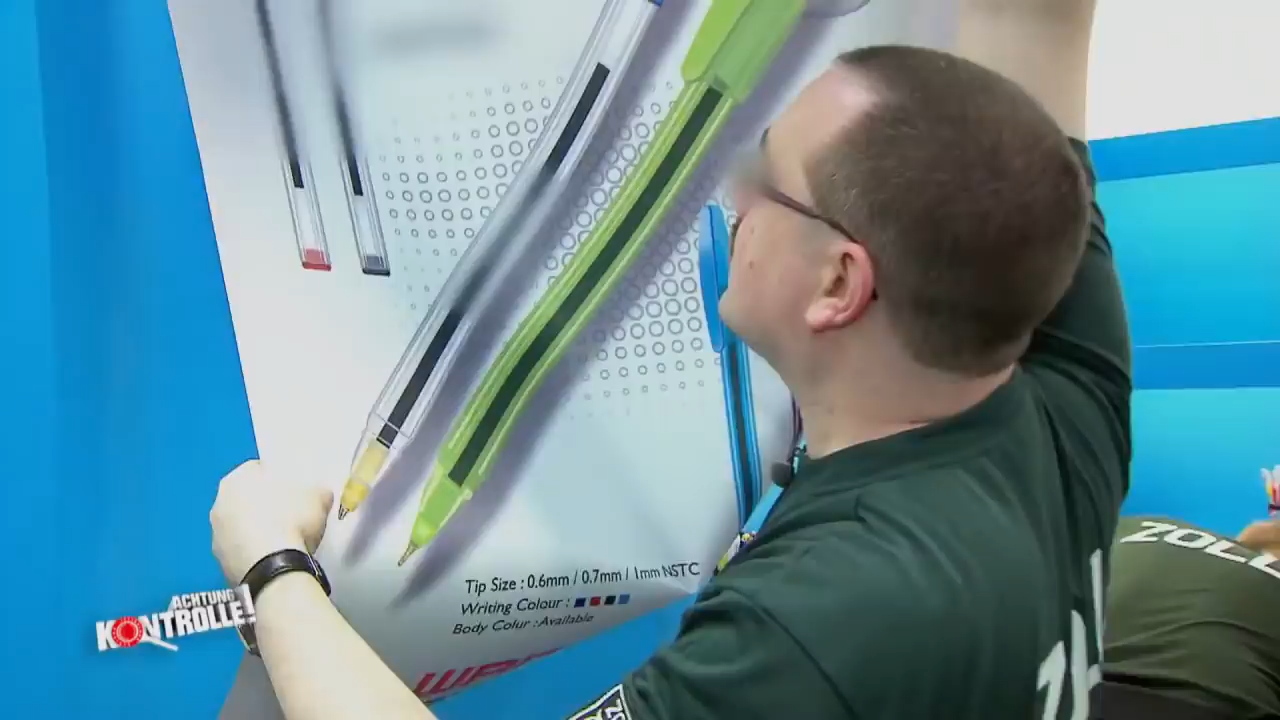 Tip Size : 0.6mm / 0.7mm / 1mm NSTC
Writing Colour :
Body Colur : Available
ACHTUNG
KONTROLLE!
ZOLL